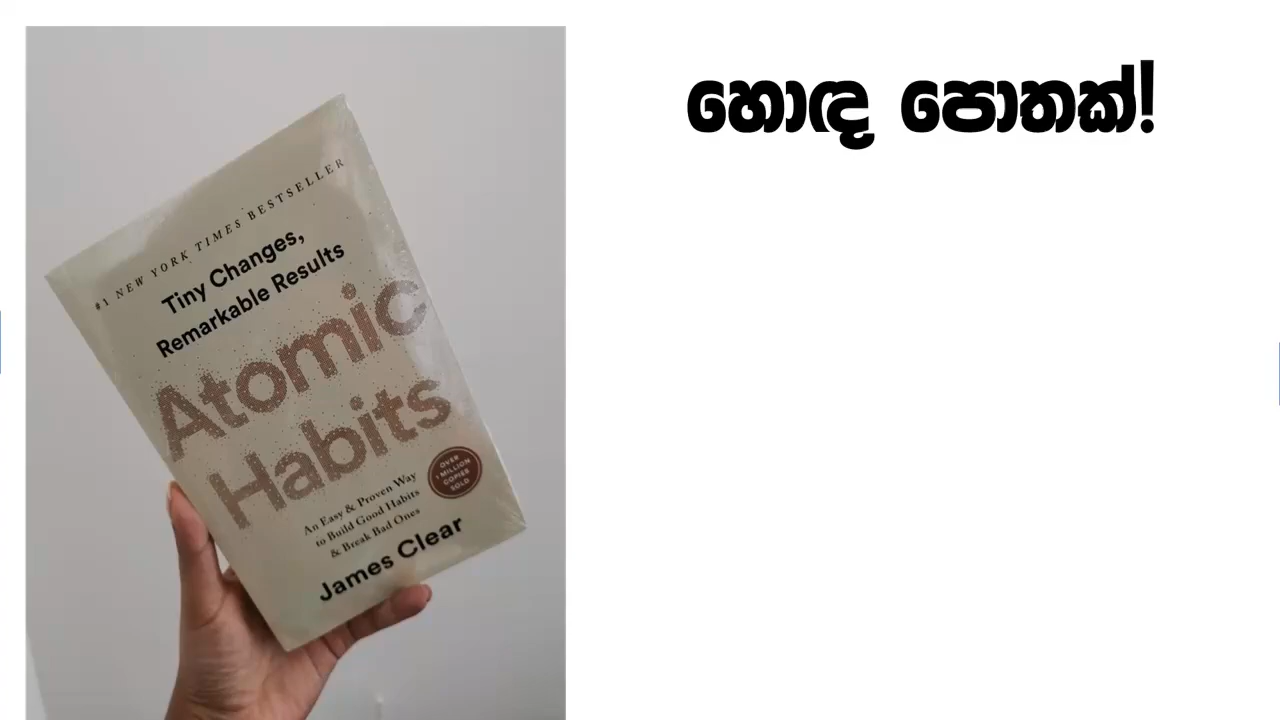 හොඳ පොතක්!
#1 NEW YORK TIMES BESTSELLER
Tiny Changes,
Remarkable Results
Atomic
Habits
An Easy & Proven Way
to Build Good Habits
& Break Bad Ones
OVER
1 MILLION
COPIES
SOLD
James Clear